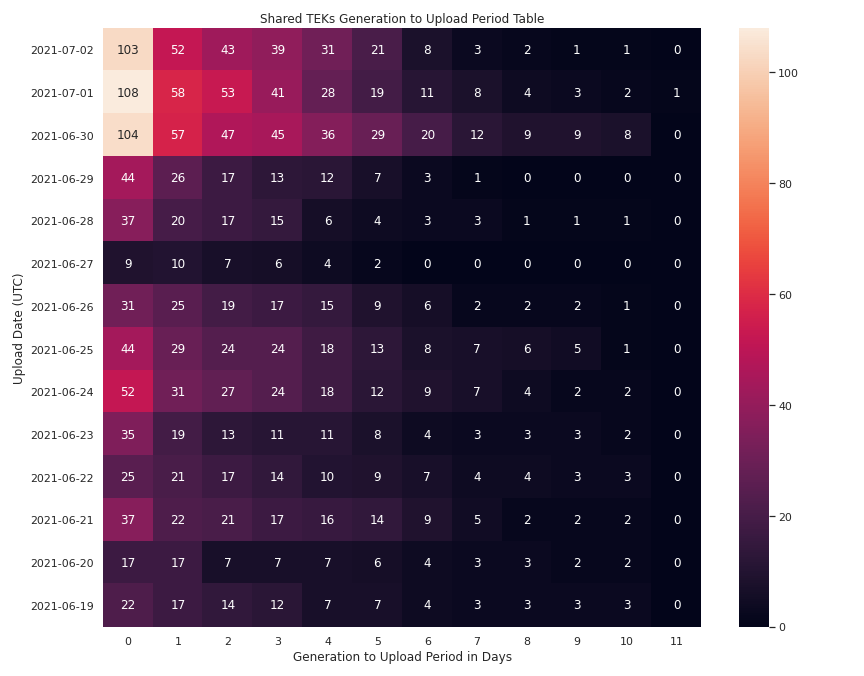 Shared TEKs Generation to Upload Period Table
Upload Date (UTC)
2021-07-02 103 52 43 39 31 21 8 3 2 1 1 0
2021-07-01 108 58 53 41 28 19 11 8 4 3 2 1
2021-06-30 104 57 47 45 36 29 20 12 9 9 8 0
2021-06-29 44 26 17 13 12 7 3 1 0 0 0 0
2021-06-28 37 20 17 15 6 4 3 3 1 1 1 0
2021-06-27 9 10 7 6 4 2 0 0 0 0 0 0
2021-06-26 31 25 19 17 15 9 6 2 2 2 1 0
2021-06-25 44 29 24 24 18 13 8 7 6 5 1 0
2021-06-24 52 31 27 24 18 12 9 7 4 2 2 0
2021-06-23 35 19 13 11 11 8 4 3 3 3 2 0
2021-06-22 25 21 17 14 10 9 7 4 4 3 3 0
2021-06-21 37 22 21 17 16 14 9 5 2 2 2 0
2021-06-20 17 17 7 7 7 6 4 3 3 2 2 0
2021-06-19 22 17 14 12 7 7 4 3 3 3 3 0
0 1 2 3 4 5 6 7 8 9 10 11
Generation to Upload Period in Days
100
80
60
40
20
0